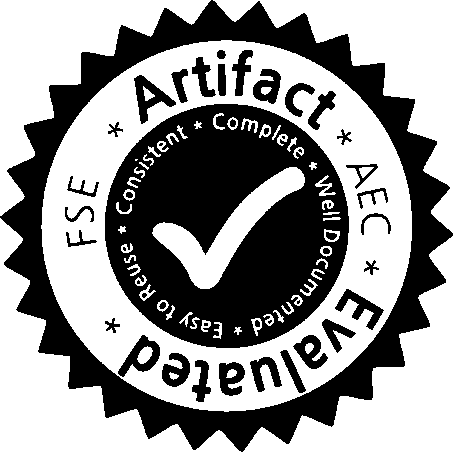 Artifact * AEC * Evaluated * FSE *
Consistent * Complete * Well Documented * Easy to Reuse *